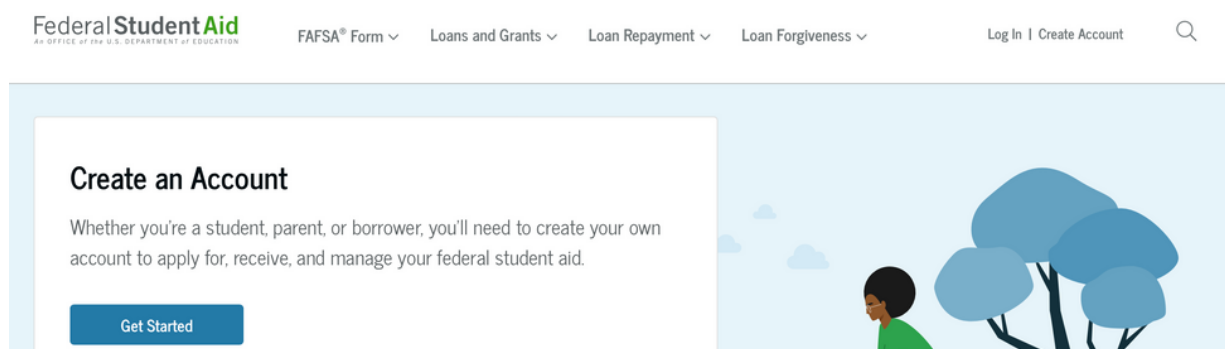 Federal Student Aid
An OFFICE of the U.S. DEPARTMENT of EDUCATION
FAFSA® Form Loans and Grants Loan Repayment Loan Forgiveness Log In | Create Account
Create an Account
Whether you're a student, parent, or borrower, you'll need to create your own
account to apply for, receive, and manage your federal student aid.
Get Started